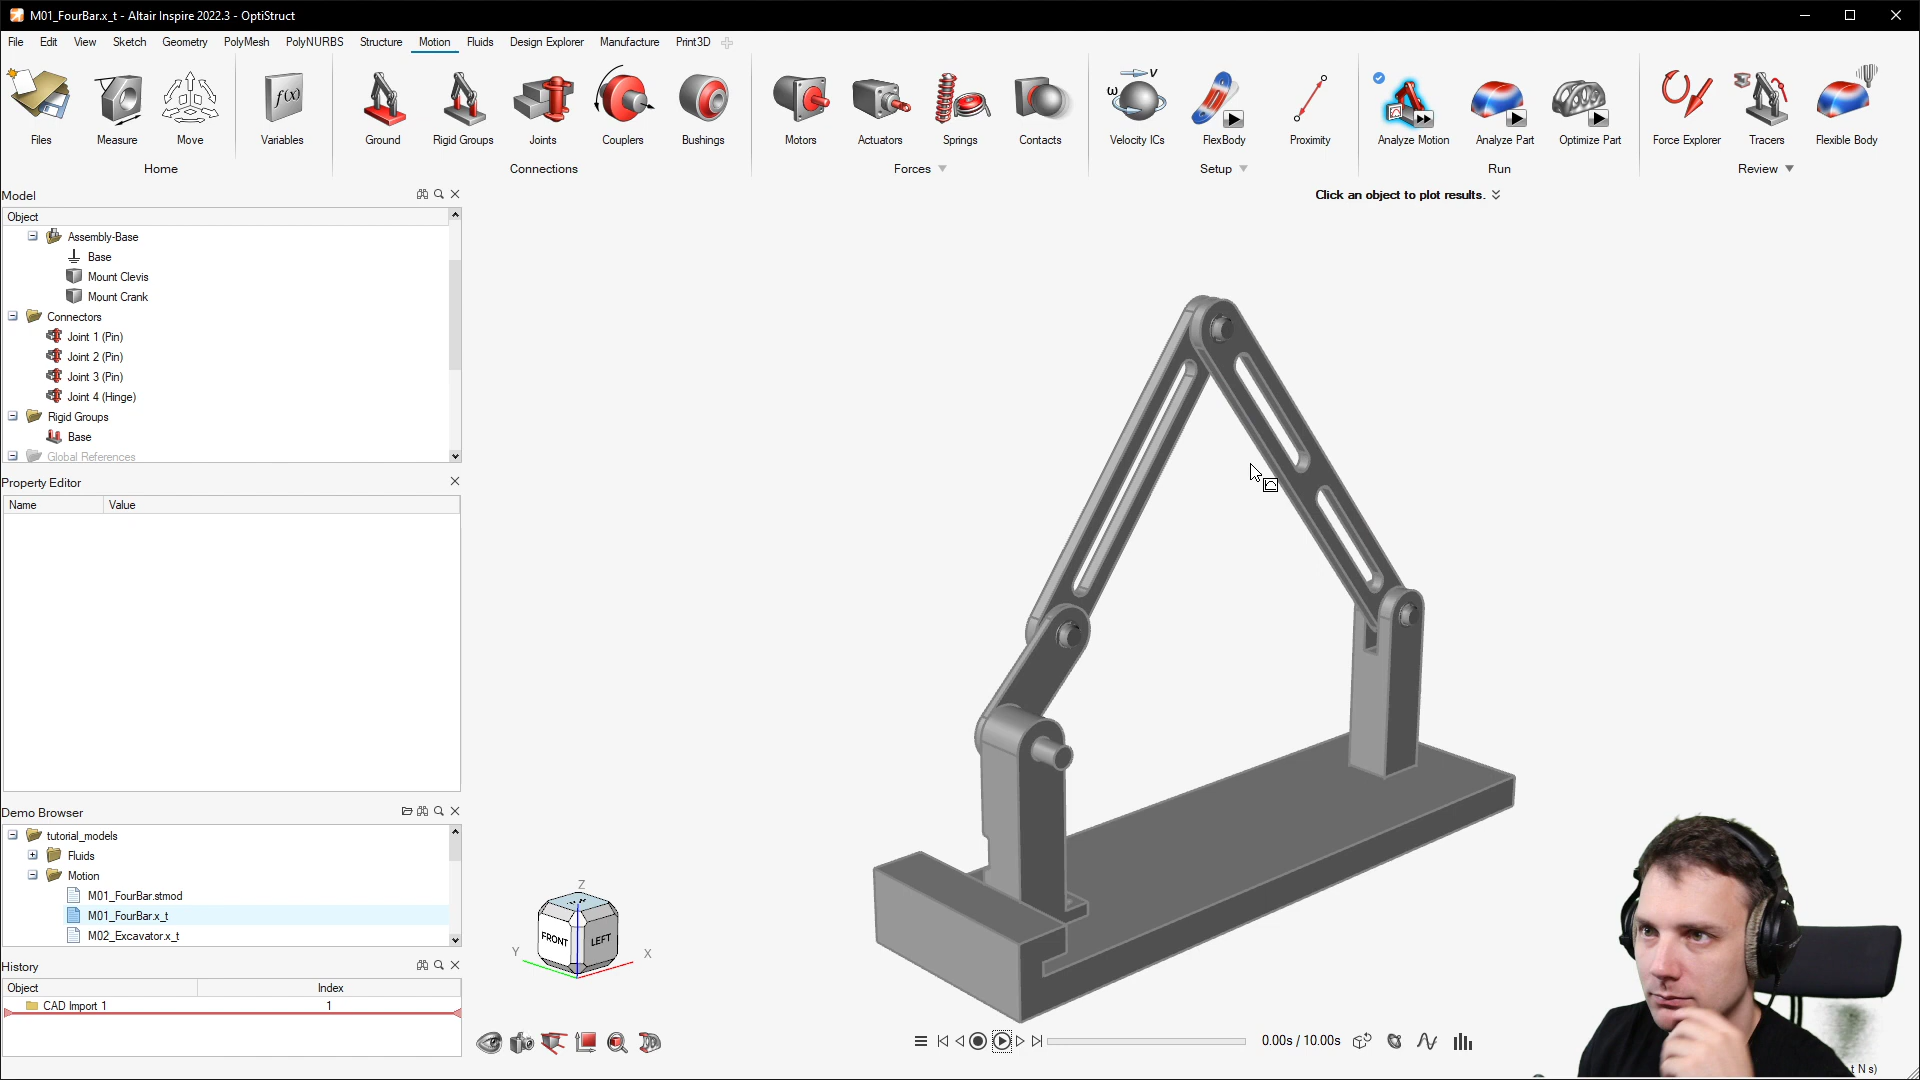 M01_FourBar.x_t - Altair Inspire 2022.3 - OptiStruct
File Edit View Sketch Geometry PolyMesh PolyNURBS Structure Motion Fluids Design Explorer Manufacture Print3D
f(x) V ω
Files Measure Move Variables Ground Rigid Groups Joints Couplers Bushings Motors Actuators Springs Contacts Velocity ICs FlexBody Proximity Analyze Motion Analyze Part Optimize Part Force Explorer Tracers Flexible Body
Home Connections Forces Setup Run Review
Model
Click an object to plot results.
Object
Assembly-Base
Base
Mount Clevis
Mount Crank
Connectors
Joint 1 (Pin)
Joint 2 (Pin)
Joint 3 (Pin)
Joint 4 (Hinge)
Rigid Groups
Base
Global References
Property Editor
Name Value
Demo Browser
tutorial_models
Fluids
Motion
M01_FourBar.stmod
M01_FourBar.x_t
M02_Excavator.x_t
Z
FRONT LEFT
Y X
History
Object Index
CAD Import 1 1
0.00s / 10.00s
t N s)